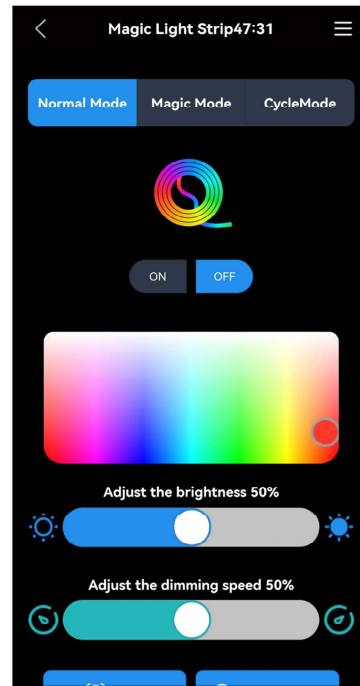 Magic Light Strip47:31
Normal Mode
Magic Mode
CycleMode
ON
OFF
Adjust the brightness 50%
Adjust the dimming speed 50%